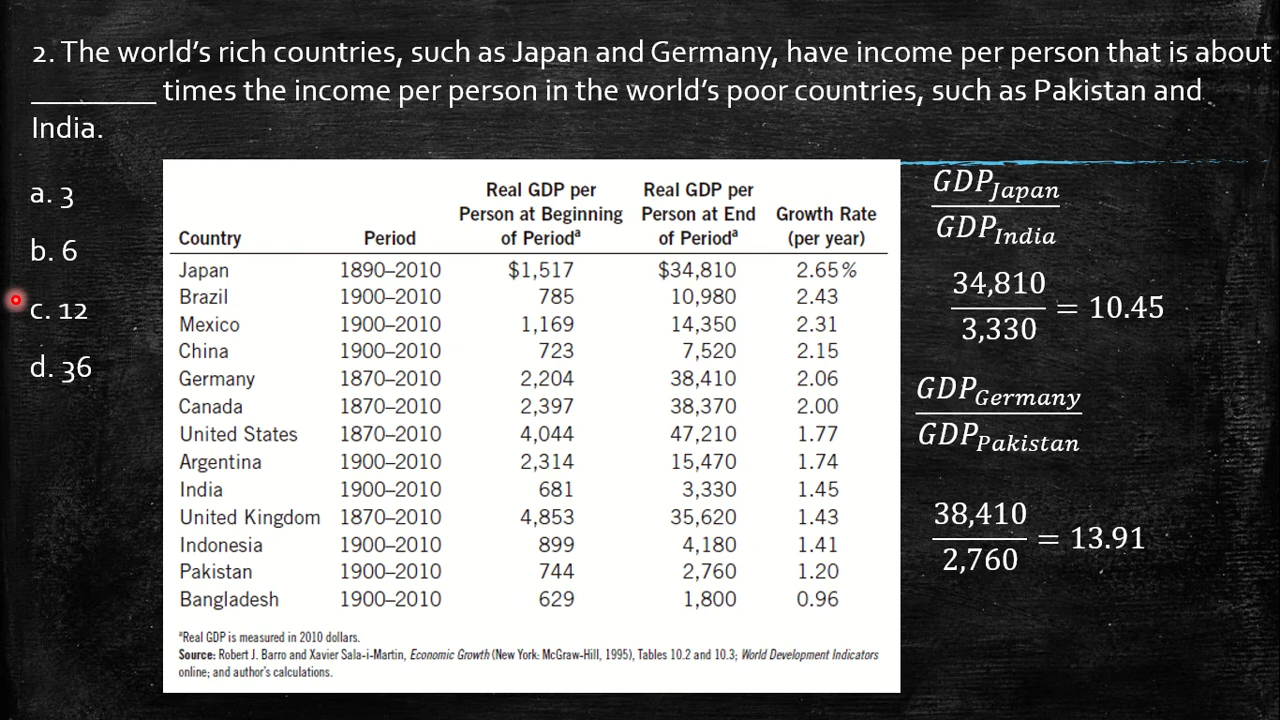 2. The world's rich countries, such as Japan and Germany, have income per person that is about
_________ times the income per person in the world's poor countries, such as Pakistan and
India.
a. 3
b. 6
c. 12
d. 36
Country Period Real GDP per Person at Beginning of Periodᵃ Real GDP per Person at End of Periodᵃ Growth Rate (per year)
Japan 1890–2010 $1,517 $34,810 2.65%
Brazil 1900–2010 785 10,980 2.43
Mexico 1900–2010 1,169 14,350 2.31
China 1900–2010 723 7,520 2.15
Germany 1870–2010 2,204 38,410 2.06
Canada 1870–2010 2,397 38,370 2.00
United States 1870–2010 4,044 47,210 1.77
Argentina 1900–2010 2,314 15,470 1.74
India 1900–2010 681 3,330 1.45
United Kingdom 1870–2010 4,853 35,620 1.43
Indonesia 1900–2010 899 4,180 1.41
Pakistan 1900–2010 744 2,760 1.20
Bangladesh 1900–2010 629 1,800 0.96
ᵃReal GDP is measured in 2010 dollars.
Source: Robert J. Barro and Xavier Sala-i-Martin, Economic Growth (New York: McGraw-Hill, 1995), Tables 10.2 and 10.3; World Development Indicators
online; and author's calculations.
GDP Japan
GDP India
34,810
3,330
= 10.45
GDP Germany
GDP Pakistan
38,410
2,760
= 13.91